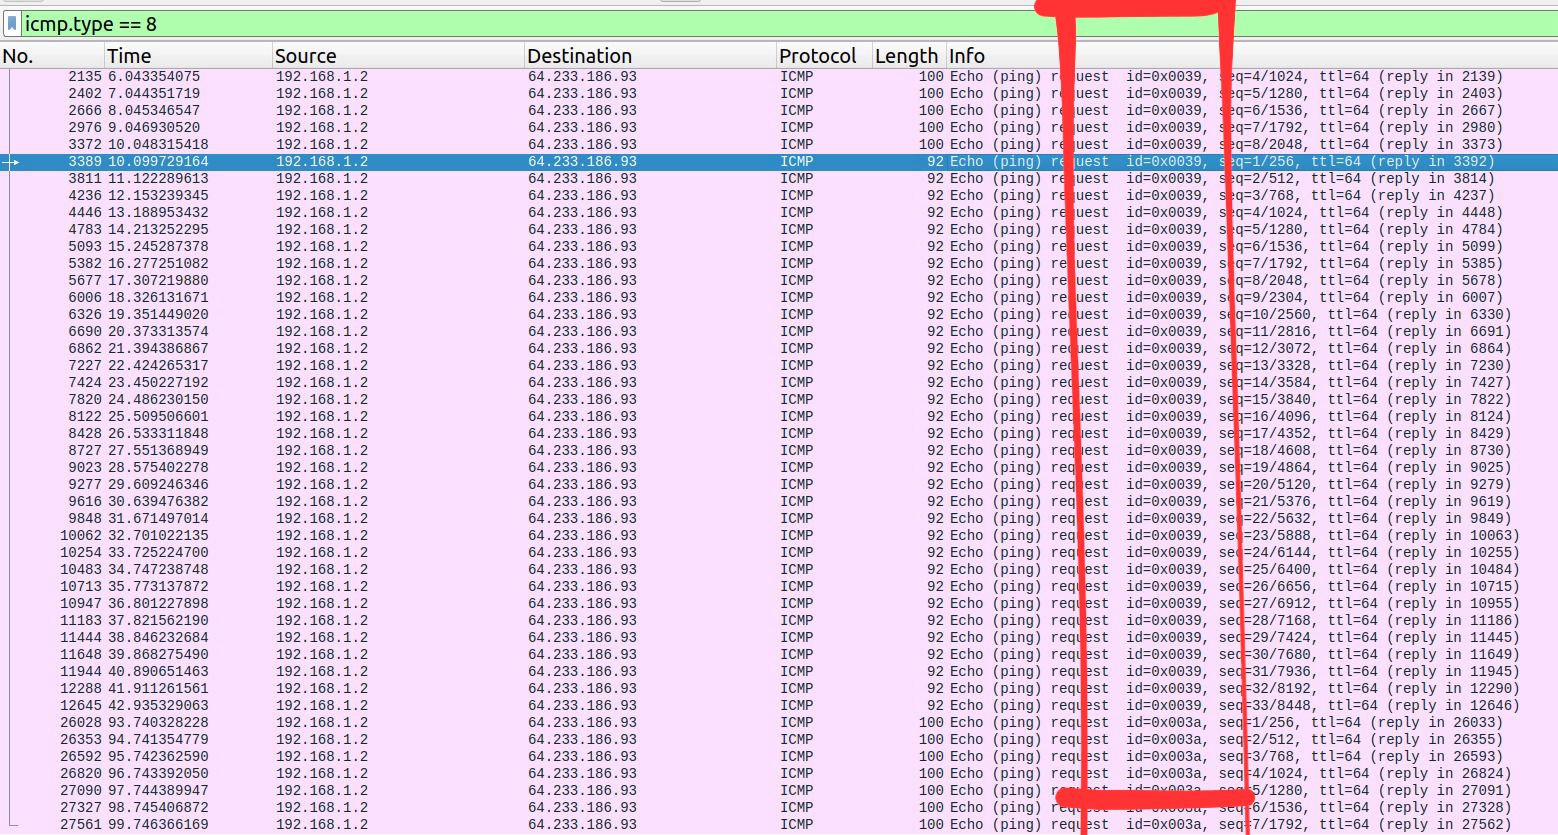 icmp.type == 8
No. Time Source Destination Protocol Length Info
2135 6.043354075 192.168.1.2 64.233.186.93 ICMP 100 Echo (ping) request id=0x0039, seq=4/1024, ttl=64 (reply in 2139)
2402 7.044351719 192.168.1.2 64.233.186.93 ICMP 100 Echo (ping) request id=0x0039, seq=5/1280, ttl=64 (reply in 2403)
2666 8.045346547 192.168.1.2 64.233.186.93 ICMP 100 Echo (ping) request id=0x0039, seq=6/1536, ttl=64 (reply in 2667)
2976 9.046930520 192.168.1.2 64.233.186.93 ICMP 100 Echo (ping) request id=0x0039, seq=7/1792, ttl=64 (reply in 2980)
3372 10.048315418 192.168.1.2 64.233.186.93 ICMP 100 Echo (ping) request id=0x0039, seq=8/2048, ttl=64 (reply in 3373)
3389 10.099729164 192.168.1.2 64.233.186.93 ICMP 92 Echo (ping) request id=0x0039, seq=1/256, ttl=64 (reply in 3392)
3811 11.122289613 192.168.1.2 64.233.186.93 ICMP 92 Echo (ping) request id=0x0039, seq=2/512, ttl=64 (reply in 3814)
4236 12.153239345 192.168.1.2 64.233.186.93 ICMP 92 Echo (ping) request id=0x0039, seq=3/768, ttl=64 (reply in 4237)
4446 13.188953432 192.168.1.2 64.233.186.93 ICMP 92 Echo (ping) request id=0x0039, seq=4/1024, ttl=64 (reply in 4448)
4783 14.213252295 192.168.1.2 64.233.186.93 ICMP 92 Echo (ping) request id=0x0039, seq=5/1280, ttl=64 (reply in 4784)
5093 15.245287378 192.168.1.2 64.233.186.93 ICMP 92 Echo (ping) request id=0x0039, seq=6/1536, ttl=64 (reply in 5099)
5382 16.277251082 192.168.1.2 64.233.186.93 ICMP 92 Echo (ping) request id=0x0039, seq=7/1792, ttl=64 (reply in 5385)
5677 17.307219880 192.168.1.2 64.233.186.93 ICMP 92 Echo (ping) request id=0x0039, seq=8/2048, ttl=64 (reply in 5678)
6006 18.326131671 192.168.1.2 64.233.186.93 ICMP 92 Echo (ping) request id=0x0039, seq=9/2304, ttl=64 (reply in 6007)
6326 19.351449020 192.168.1.2 64.233.186.93 ICMP 92 Echo (ping) request id=0x0039, seq=10/2560, ttl=64 (reply in 6330)
6690 20.373313574 192.168.1.2 64.233.186.93 ICMP 92 Echo (ping) request id=0x0039, seq=11/2816, ttl=64 (reply in 6691)
6862 21.394386867 192.168.1.2 64.233.186.93 ICMP 92 Echo (ping) request id=0x0039, seq=12/3072, ttl=64 (reply in 6864)
7227 22.424265317 192.168.1.2 64.233.186.93 ICMP 92 Echo (ping) request id=0x0039, seq=13/3328, ttl=64 (reply in 7230)
7424 23.450227192 192.168.1.2 64.233.186.93 ICMP 92 Echo (ping) request id=0x0039, seq=14/3584, ttl=64 (reply in 7427)
7820 24.486230150 192.168.1.2 64.233.186.93 ICMP 92 Echo (ping) request id=0x0039, seq=15/3840, ttl=64 (reply in 7822)
8122 25.509506601 192.168.1.2 64.233.186.93 ICMP 92 Echo (ping) request id=0x0039, seq=16/4096, ttl=64 (reply in 8124)
8428 26.533311848 192.168.1.2 64.233.186.93 ICMP 92 Echo (ping) request id=0x0039, seq=17/4352, ttl=64 (reply in 8429)
8727 27.551368949 192.168.1.2 64.233.186.93 ICMP 92 Echo (ping) request id=0x0039, seq=18/4608, ttl=64 (reply in 8730)
9023 28.575402278 192.168.1.2 64.233.186.93 ICMP 92 Echo (ping) request id=0x0039, seq=19/4864, ttl=64 (reply in 9025)
9277 29.609246346 192.168.1.2 64.233.186.93 ICMP 92 Echo (ping) request id=0x0039, seq=20/5120, ttl=64 (reply in 9279)
9616 30.639476382 192.168.1.2 64.233.186.93 ICMP 92 Echo (ping) request id=0x0039, seq=21/5376, ttl=64 (reply in 9619)
9848 31.671497014 192.168.1.2 64.233.186.93 ICMP 92 Echo (ping) request id=0x0039, seq=22/5632, ttl=64 (reply in 9849)
10062 32.701022135 192.168.1.2 64.233.186.93 ICMP 92 Echo (ping) request id=0x0039, seq=23/5888, ttl=64 (reply in 10063)
10254 33.725224700 192.168.1.2 64.233.186.93 ICMP 92 Echo (ping) request id=0x0039, seq=24/6144, ttl=64 (reply in 10255)
10483 34.747238748 192.168.1.2 64.233.186.93 ICMP 92 Echo (ping) request id=0x0039, seq=25/6400, ttl=64 (reply in 10484)
10713 35.773137872 192.168.1.2 64.233.186.93 ICMP 92 Echo (ping) request id=0x0039, seq=26/6656, ttl=64 (reply in 10715)
10947 36.801227898 192.168.1.2 64.233.186.93 ICMP 92 Echo (ping) request id=0x0039, seq=27/6912, ttl=64 (reply in 10955)
11183 37.821562190 192.168.1.2 64.233.186.93 ICMP 92 Echo (ping) request id=0x0039, seq=28/7168, ttl=64 (reply in 11186)
11444 38.846232684 192.168.1.2 64.233.186.93 ICMP 92 Echo (ping) request id=0x0039, seq=29/7424, ttl=64 (reply in 11445)
11648 39.868275490 192.168.1.2 64.233.186.93 ICMP 92 Echo (ping) request id=0x0039, seq=30/7680, ttl=64 (reply in 11649)
11944 40.890651463 192.168.1.2 64.233.186.93 ICMP 92 Echo (ping) request id=0x0039, seq=31/7936, ttl=64 (reply in 11945)
12288 41.911261561 192.168.1.2 64.233.186.93 ICMP 92 Echo (ping) request id=0x0039, seq=32/8192, ttl=64 (reply in 12290)
12645 42.935329063 192.168.1.2 64.233.186.93 ICMP 92 Echo (ping) request id=0x0039, seq=33/8448, ttl=64 (reply in 12646)
26028 93.740328228 192.168.1.2 64.233.186.93 ICMP 100 Echo (ping) request id=0x003a, seq=1/256, ttl=64 (reply in 26033)
26353 94.741354779 192.168.1.2 64.233.186.93 ICMP 100 Echo (ping) request id=0x003a, seq=2/512, ttl=64 (reply in 26355)
26592 95.742362590 192.168.1.2 64.233.186.93 ICMP 100 Echo (ping) request id=0x003a, seq=3/768, ttl=64 (reply in 26593)
26820 96.743392050 192.168.1.2 64.233.186.93 ICMP 100 Echo (ping) request id=0x003a, seq=4/1024, ttl=64 (reply in 26824)
27090 97.744389947 192.168.1.2 64.233.186.93 ICMP 100 Echo (ping) request id=0x003a, seq=5/1280, ttl=64 (reply in 27091)
27327 98.745406872 192.168.1.2 64.233.186.93 ICMP 100 Echo (ping) request id=0x003a, seq=6/1536, ttl=64 (reply in 27328)
27561 99.746366169 192.168.1.2 64.233.186.93 ICMP 100 Echo (ping) request id=0x003a, seq=7/1792, ttl=64 (reply in 27562)